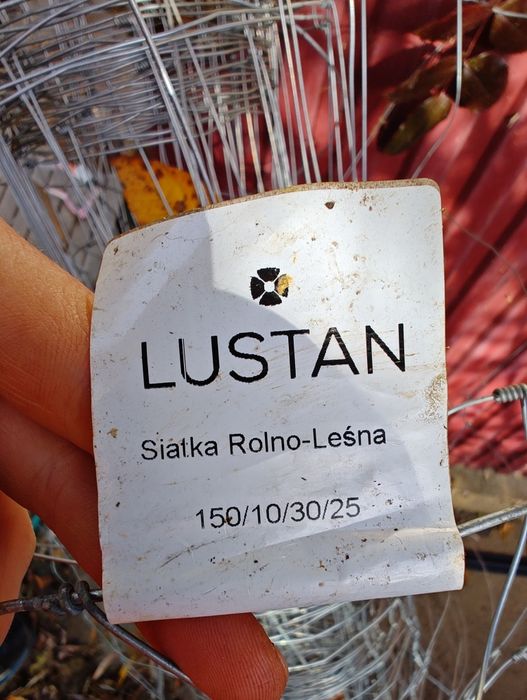 LUSTAN
Siatka Rolno-Leśna
150/10/30/25